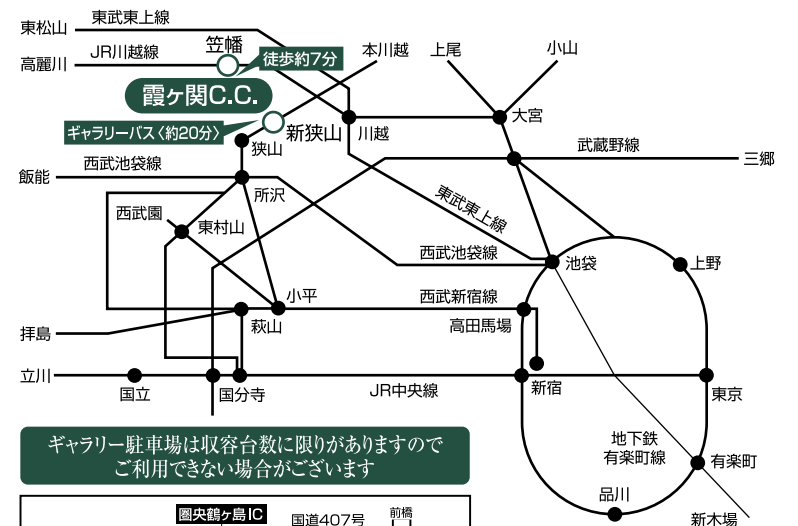 東松山
東武東上線
高麗川
JR川越線
笠幡
徒歩約7分
本川越
上尾
小山
霞ヶ関C.C.
ギャラリーバス〈約20分〉
新狭山
川越
大宮
狭山
武蔵野線
三郷
飯能
西武池袋線
所沢
東武東上線
西武園
東村山
西武池袋線
池袋
上野
小平
西武新宿線
萩山
高田馬場
拝島
立川
国立
国分寺
JR中央線
新宿
東京
地下鉄
有楽町線
有楽町
品川
新木場
ギャラリー駐車場は収容台数に限りがありますので
ご利用できない場合がございます
圏央鶴ヶ島IC
国道407号
前橋